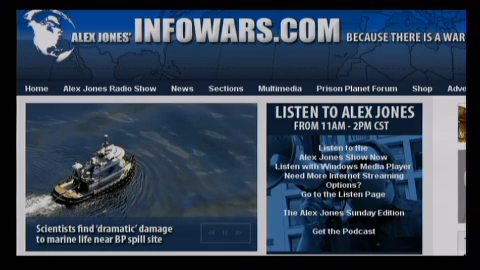 ALEX JONES' INFOWARS.COM BECAUSE THERE IS A WAR
Home Alex Jones Radio Show News Sections Multimedia Prison Planet Forum Shop Adve
LISTEN TO ALEX JONES
FROM 11AM - 2PM CST
Listen to the
Alex Jones Show Now
Listen with Windows Media Player
Need More Internet Streaming
Options?
Go to the Listen Page
The Alex Jones Sunday Edition
Get the Podcast
Scientists find 'dramatic' damage
to marine life near BP spill site